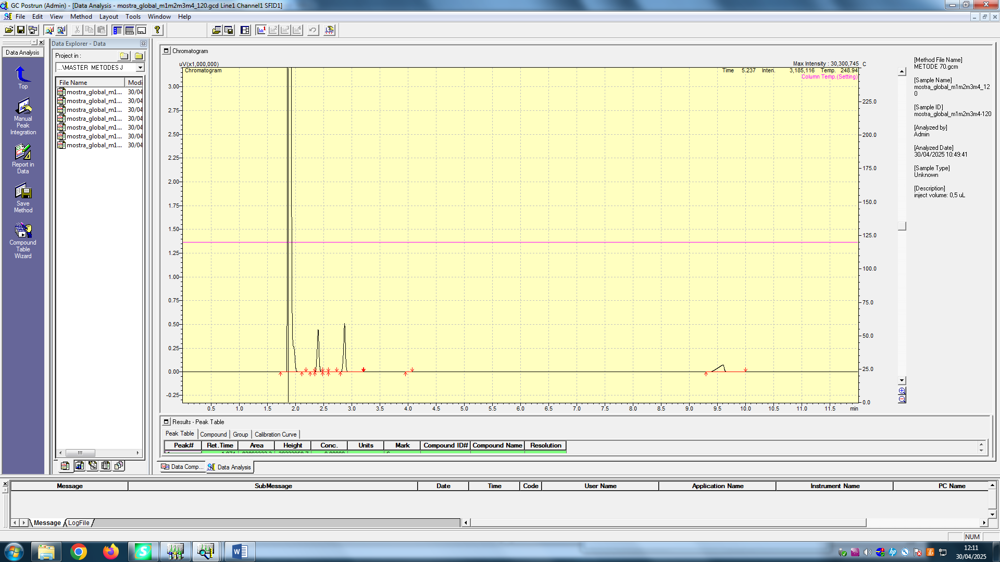 GC Postrun (Admin) - [Data Analysis - mostra_global_m1m2m3m4_120.gcd Line1 Channel1 SFID1]
File Edit View Method Layout Tools Window Help
Data Analysis
Top
Manual
Peak
Integration
Report in
Data
Save
Method
Compound
Table
Wizard
Data Explorer - Data
Project in :
...\MASTER METODES J
File Name Modi
mostra_global_m1... 30/04
mostra_global_m1... 30/04
mostra_global_m1... 30/04
mostra_global_m1... 30/04
mostra_global_m1... 30/04
mostra_global_m1... 30/04
mostra_global_m1... 30/04
Chromatogram
uV(x1,000,000)
Max Intensity : 30,300,745 C
Chromatogram
Time 5.237 Inten. 3,185,116 Temp. 248.94
Column Temp.(Setting)
3.00
2.75
2.50
2.25
2.00
1.75
1.50
1.25
1.00
0.75
0.50
0.25
0.00
-0.25
225.0
200.0
175.0
150.0
125.0
100.0
75.0
50.0
25.0
0.0
0.5 1.0 1.5 2.0 2.5 3.0 3.5 4.0 4.5 5.0 5.5 6.0 6.5 7.0 7.5 8.0 8.5 9.0 9.5 10.0 10.5 11.0 11.5 min
[Method File Name]
METODE 70.gcm
[Sample Name]
mostra_global_m1m2m3m4_12
0
[Sample ID]
mostra_global_m1m2m3m4-120
[Analyzed by]
Admin
[Analyzed Date]
30/04/2025 10:49:41
[Sample Type]
Unknown
[Description]
inject volume: 0,5 uL
Results - Peak Table
Peak Table Compound Group Calibration Curve
Peak# Ret.Time Area Height Conc. Units Mark Compound ID# Compound Name Resolution
Data Comp... Data Analysis
Message SubMessage Date Time Code User Name Application Name Instrument Name PC Name
Message LogFile
NUM
12:11
30/04/2025